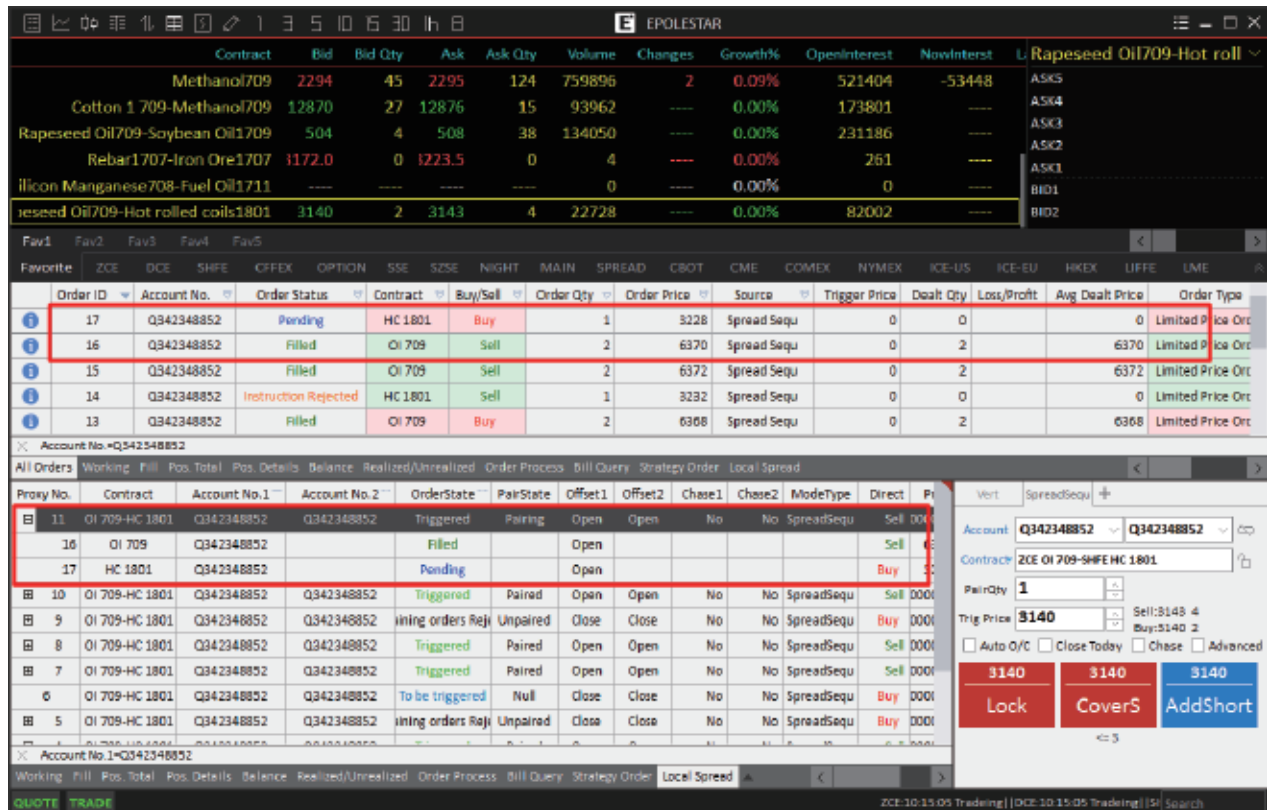 EPOLESTAR
Contract Bid Bid Qty Ask Ask Qty Volume Changes Growth% OpenInterest NowInterst Rapeseed Oil709-Hot roll
Methanol709 2294 45 2295 124 759896 2 0.09% 521404 -53448 ASK5
Cotton 1 709-Methanol709 12870 27 12876 15 93962 ---- 0.00% 173801 ---- ASK4
Rapeseed Oil709-Soybean Oil1709 504 4 508 38 134050 ---- 0.00% 231186 ---- ASK3
ASK2
Rebar1707-Iron Ore1707 3172.0 0 3223.5 0 4 ---- 0.00% 261 ---- ASK1
ilicon Manganese708-Fuel Oil1711 ---- ---- ---- ---- 0 ---- 0.00% 0 ---- BID1
peseed Oil709-Hot rolled coils1801 3140 2 3143 4 22728 ---- 0.00% 82002 BID2
Fav1 Fav2 Fav3 Fav4 Fav5
Favorite ZCE DCE SHFE CFFEX OPTION SSE SZSE NIGHT MAIN SPREAD CBOT CME COMEX NYMEX ICE-US ICE-EU HKEX LIFFE LME
Order ID Account No. Order Status Contract Buy/Sell Order Qty Order Price Source Trigger Price Dealt Qty Loss/Profit Avg Dealt Price Order Type
17 Q342348852 Pending HC 1801 Buy 1 3228 Spread Sequ 0 0 0 Limited Price Orc
16 Q342348852 Filled OI 709 Sell 2 6370 Spread Sequ 0 2 6370 Limited Price Orc
15 Q342348852 Filled OI 709 Sell 2 6372 Spread Sequ 0 2 6372 Limited Price Orc
14 Q342348852 Instruction Rejected HC 1801 Sell 1 3232 Spread Sequ 0 0 0 Limited Price Orc
13 Q342348852 Filled OI 709 Buy 2 6368 Spread Sequ 0 2 6368 Limited Price Orc
Account No.=Q342348852
All Orders Working Fill Pos. Total Pos. Details Balance Realized/Unrealized Order Process Bill Query Strategy Order Local Spread
Proxy No. Contract Account No.1 Account No.2 OrderState PairState Offset1 Offset2 Chase1 Chase2 ModeType Direct
11 OI 709-HC 1801 Q342348852 Q342348852 Triggered Pairing Open Open No No SpreadSequ Sell
16 OI 709 Q342348852 Filled Open Sell
17 HC 1801 Q342348852 Pending Open Buy
10 OI 709-HC 1801 Q342348852 Q342348852 Triggered Paired Open Open No No SpreadSequ Sell
9 OI 709-HC 1801 Q342348852 Q342348852 ining orders Reje Unpaired Close Close No No SpreadSequ Buy
8 OI 709-HC 1801 Q342348852 Q342348852 Triggered Paired Open Open No No SpreadSequ Sell
7 OI 709-HC 1801 Q342348852 Q342348852 Triggered Paired Open Open No No SpreadSequ Sell
6 OI 709-HC 1801 Q342348852 Q342348852 To be triggered Null Close Close No No SpreadSequ Buy
5 OI 709-HC 1801 Q342348852 Q342348852 ining orders Reje Unpaired Close Close No No SpreadSequ Buy
Account No.1=Q342348852
Working Fill Pos. Total Pos. Details Balance Realized/Unrealized Order Process Bill Query Strategy Order Local Spread
Vert SpreadSequ
Account Q342348852 Q342348852
Contract ZCE OI 709-SHFE HC 1801
PairQty 1
Trig Price 3140 Sell:3143 4
Buy:3140 2
Auto O/C Close Today Chase Advanced
3140 3140 3140
Lock CoverS AddShort
<=3
QUOTE TRADE ZCE:10:15:05 Tradeing||DCE:10:15:05 Tradeing||SI Search